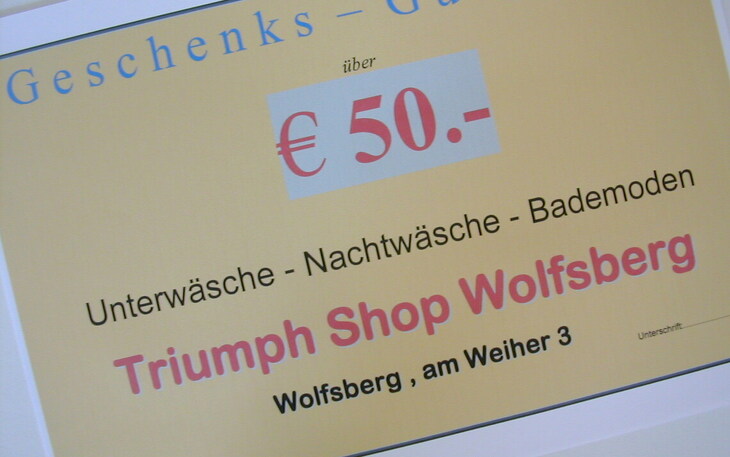 Geschenks –
über
€ 50.-
Unterwäsche - Nachtwäsche - Bademoden
Triumph Shop Wolfsberg
Wolfsberg , am Weiher 3
Unterschrift: